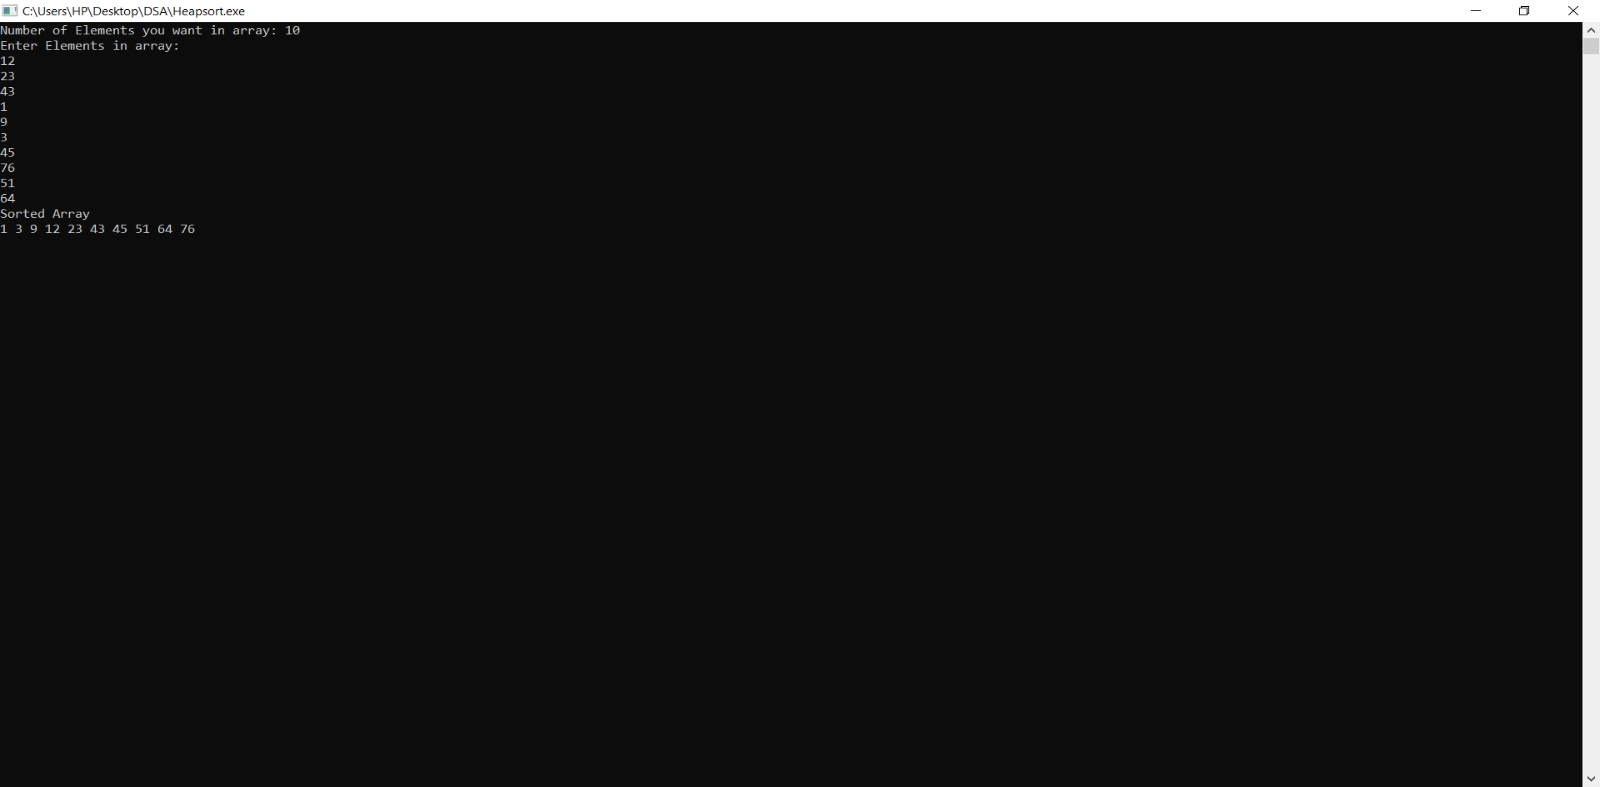 C:\Users\HP\Desktop\DSA\Heapsort.exe
Number of Elements you want in array: 10
Enter Elements in array:
12
23
43
1
9
3
45
76
51
64
Sorted Array
1 3 9 12 23 43 45 51 64 76